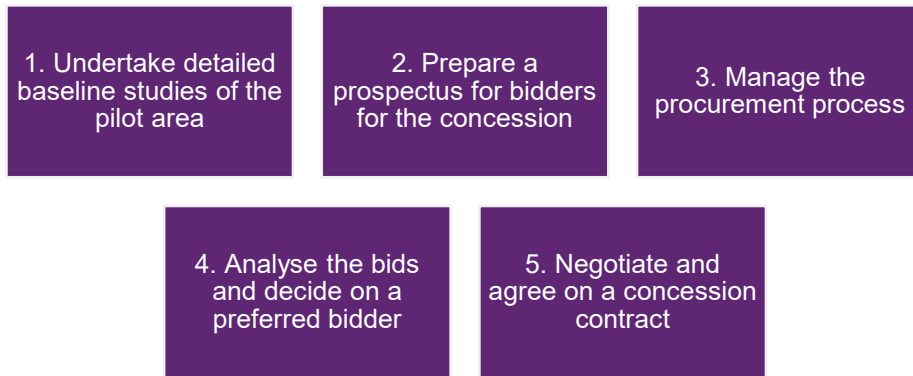 1. Undertake detailed
baseline studies of the
pilot area
2. Prepare a
prospectus for bidders
for the concession
3. Manage the
procurement process
4. Analyse the bids
and decide on a
preferred bidder
5. Negotiate and
agree on a concession
contract